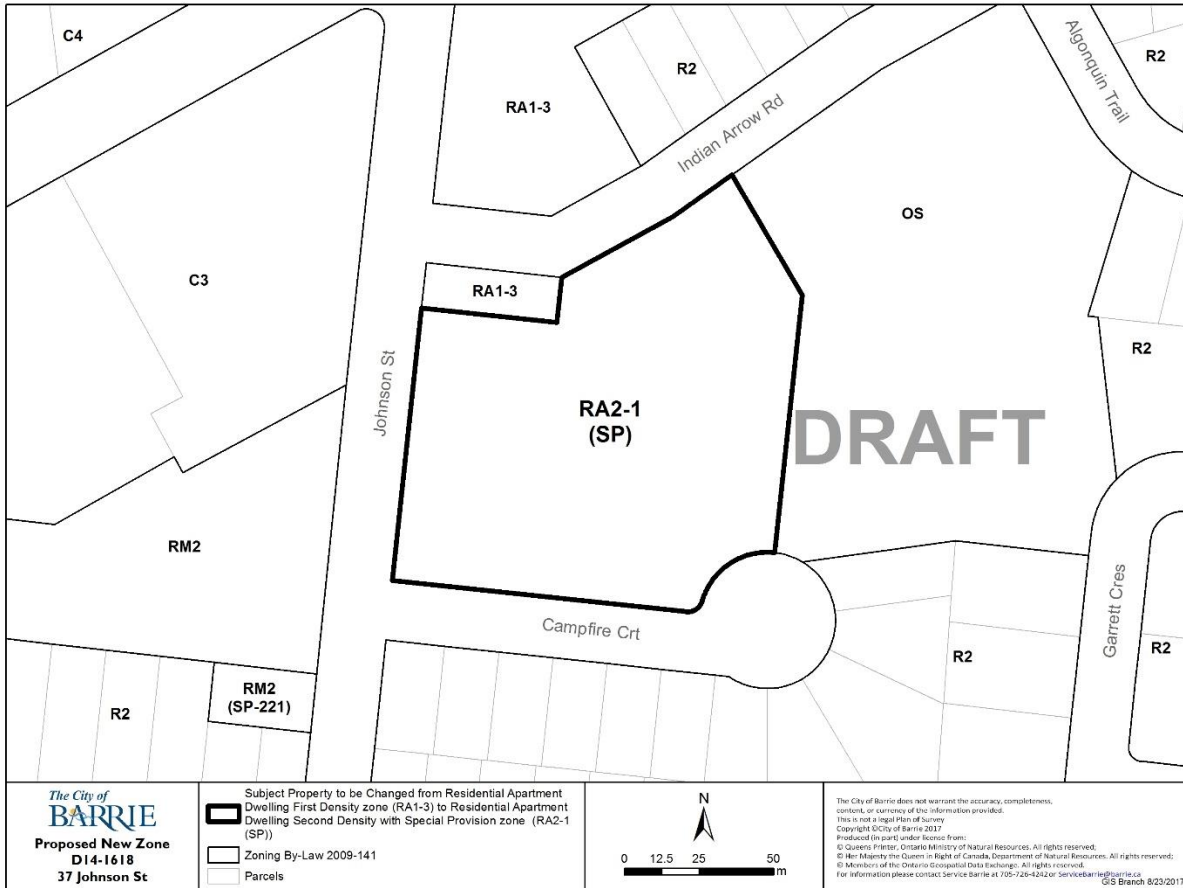 C4
R2
R2
RA1-3
Indian Arrow Rd
Algonquin Trail
OS
C3
RA1-3
R2
Johnson St
RA2-1
(SP)
DRAFT
RM2
Campfire Crt
Garrett Cres
R2
R2
RM2
(SP-221)
R2
The City of
BARRIE
Proposed New Zone
D14-1618
37 Johnson St
Subject Property to be Changed from Residential Apartment
Dwelling First Density zone (RA1-3) to Residential Apartment
Dwelling Second Density with Special Provision zone (RA2-1
(SP))
Zoning By-Law 2009-141
Parcels
N
0 12.5 25 50
m
The City of Barrie does not warrant the accuracy, completeness,
content, or currency of the information provided.
This is not a legal Plan of Survey
Copyright ©City of Barrie 2017
Produced (in part) under license from:
© Queens Printer, Ontario Ministry of Natural Resources. All rights reserved;
© Her Majesty the Queen in Right of Canada, Department of Natural Resources. All rights reserved;
© Members of the Ontario Geospatial Data Exchange. All rights reserved.
For information please contact Service Barrie at 705-726-4242 or ServiceBarrie@barrie.ca
GIS Branch 8/23/2017